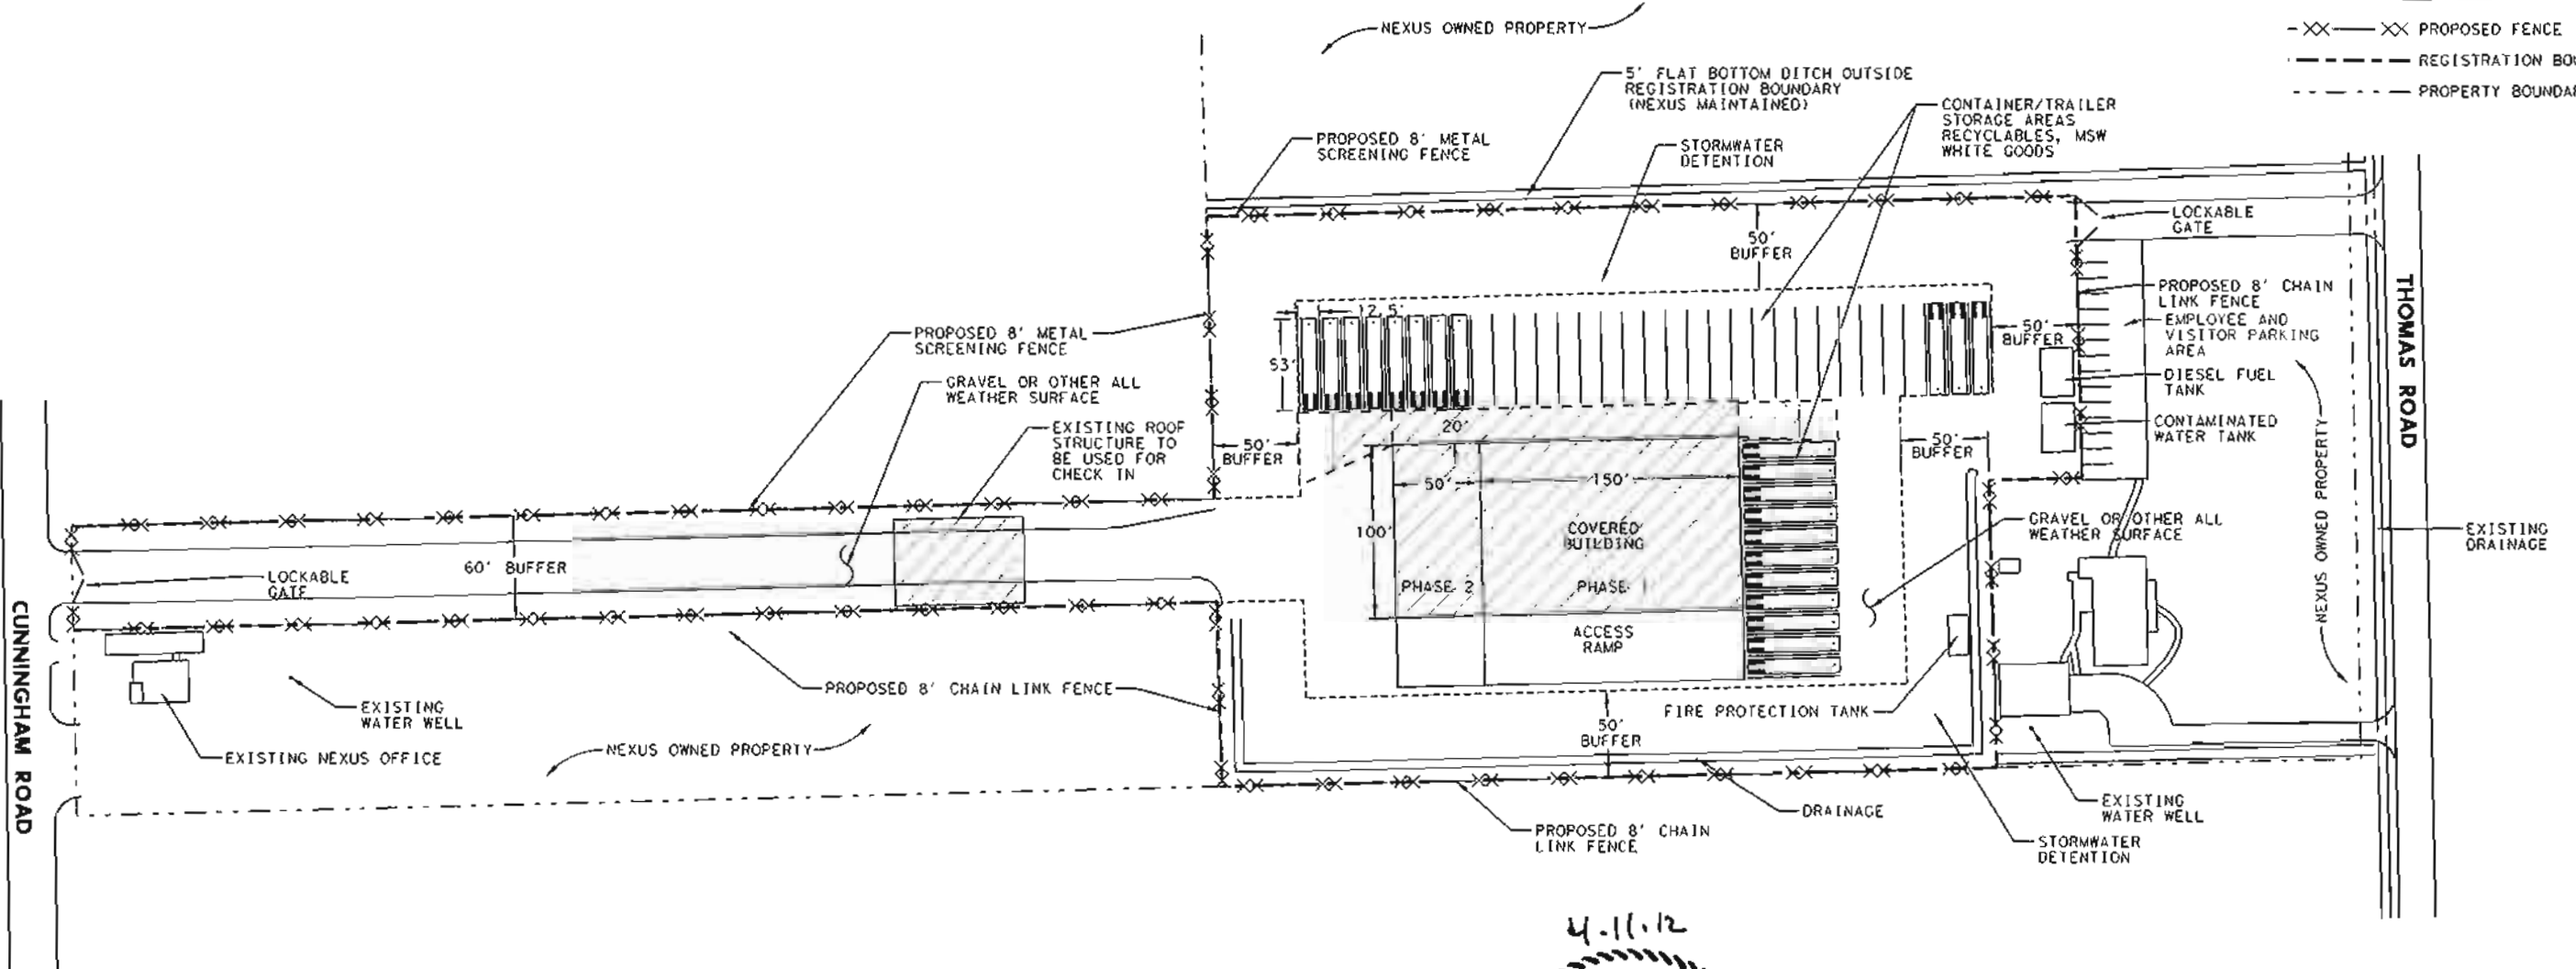 NEXUS OWNED PROPERTY
PROPOSED FENCE
REGISTRATION BOU
PROPERTY BOUNDA
5' FLAT BOTTOM DITCH OUTSIDE
REGISTRATION BOUNDARY
(NEXUS MAINTAINED)
CONTAINER/TRAILER
STORAGE AREAS
RECYCLABLES, MSW
WHITE GOODS
PROPOSED 8' METAL
SCREENING FENCE
STORMWATER
DETENTION
LOCKABLE
GATE
50'
BUFFER
PROPOSED 8' CHAIN
LINK FENCE
EMPLOYEE AND
VISITOR PARKING
AREA
DIESEL FUEL
TANK
CONTAMINATED
WATER TANK
THOMAS ROAD
NEXUS OWNED PROPERTY
EXISTING
DRAINAGE
PROPOSED 8' METAL
SCREENING FENCE
GRAVEL OR OTHER ALL
WEATHER SURFACE
EXISTING ROOF
STRUCTURE TO
BE USED FOR
CHECK IN
12.5'
53'
50'
BUFFER
50'
BUFFER
50'
BUFFER
20'
50'
150'
100'
COVERED
BUILDING
PHASE 2
PHASE 1
ACCESS
RAMP
GRAVEL OR OTHER ALL
WEATHER SURFACE
60' BUFFER
LOCKABLE
GATE
CUNNINGHAM ROAD
PROPOSED 8' CHAIN LINK FENCE
EXISTING
WATER WELL
EXISTING NEXUS OFFICE
NEXUS OWNED PROPERTY
FIRE PROTECTION TANK
50'
BUFFER
DRAINAGE
PROPOSED 8' CHAIN
LINK FENCE
EXISTING
WATER WELL
STORMWATER
DETENTION
4.11.12